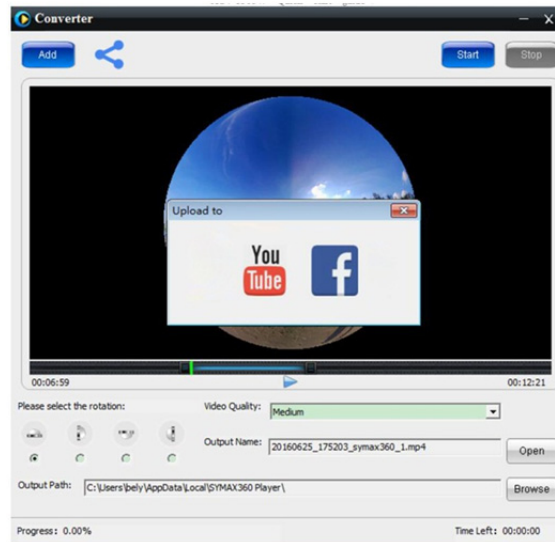 Converter
Add
Start
Stop
Upload to
You
Tube
f
00:06:59
00:12:21
Please select the rotation:
Video Quality:
Medium
Output Name:
20160625_175203_symax360_1.mp4
Open
Output Path:
C:\Users\bely\AppData\Local\SYMAX360 Player\
Browse
Progress: 0.00%
Time Left: 00:00:00